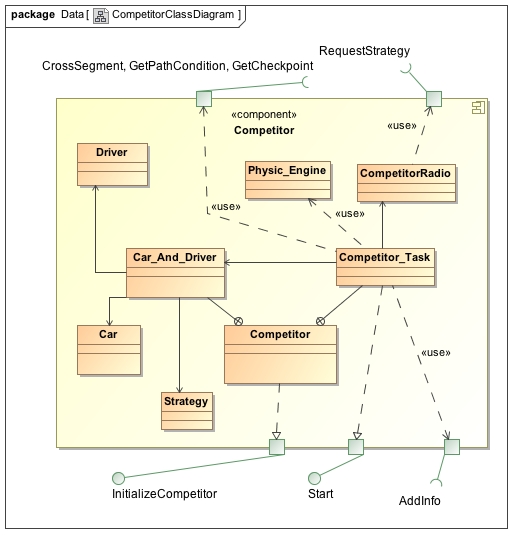 package Data [ CompetitorClassDiagram ]
RequestStrategy
CrossSegment, GetPathCondition, GetCheckpoint
«component»
Competitor
«use»
Driver
Physic_Engine
CompetitorRadio
«use»
«use»
Car_And_Driver
Competitor_Task
Car
Competitor
«use»
Strategy
InitializeCompetitor
Start
AddInfo